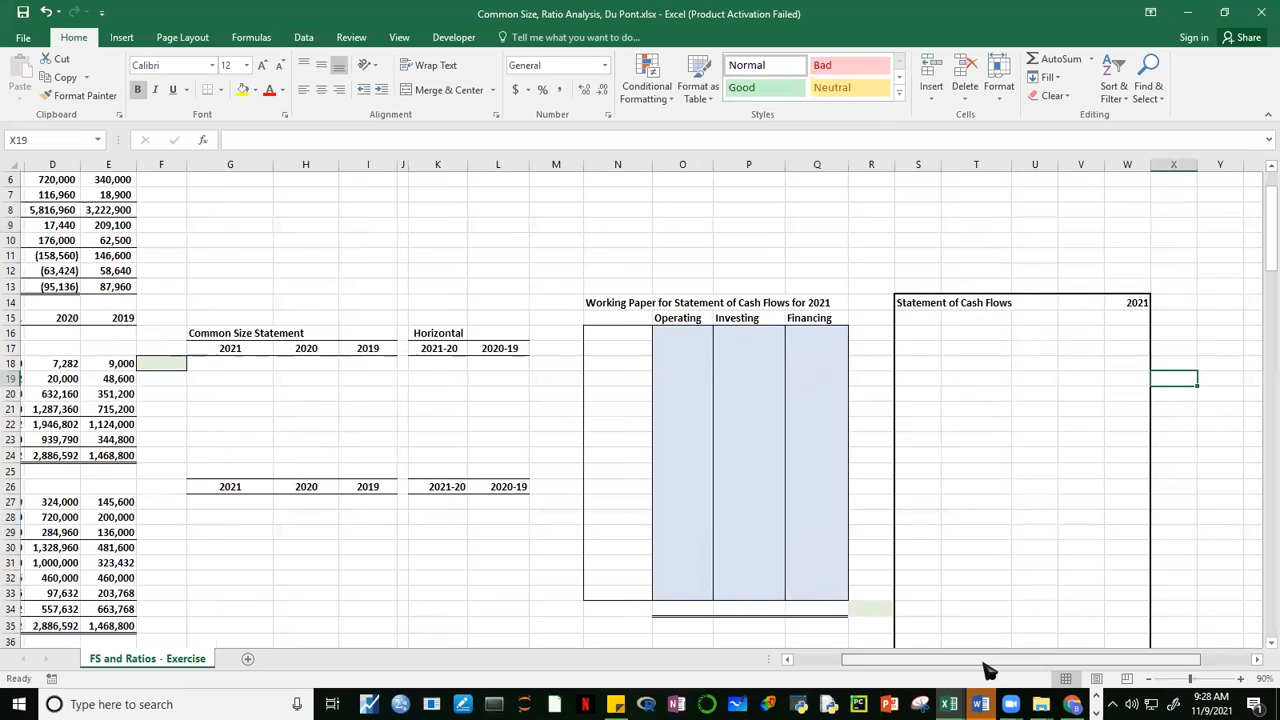 Common Size, Ratio Analysis, Du Pont.xlsx - Excel (Product Activation Failed)
File Home Insert Page Layout Formulas Data Review View Developer Tell me what you want to do... Sign in Share
Cut
Copy
Format Painter
Paste
Clipboard
Calibri 12 A A
B I U A
Font
Wrap Text
Merge & Center
Alignment
General
$ % ,
Number
Conditional Formatting
Format as Table
Normal Bad
Good Neutral
Styles
Insert Delete Format
Cells
AutoSum
Fill
Clear
Sort & Filter
Find & Select
Editing
X19 fx
D E F G H I J K L M N O P Q R S T U V W X Y
6 720,000 340,000
7 116,960 18,900
8 5,816,960 3,222,900
9 17,440 209,100
10 176,000 62,500
11 (158,560) 146,600
12 (63,424) 58,640
13 (95,136) 87,960
14 Working Paper for Statement of Cash Flows for 2021 Statement of Cash Flows 2021
15 2020 2019 Operating Investing Financing
16 Common Size Statement Horizontal
17 2021 2020 2019 2021-20 2020-19
18 7,282 9,000
19 20,000 48,600
20 632,160 351,200
21 1,287,360 715,200
22 1,946,802 1,124,000
23 939,790 344,800
24 2,886,592 1,468,800
25
26 2021 2020 2019 2021-20 2020-19
27 324,000 145,600
28 720,000 200,000
29 284,960 136,000
30 1,328,960 481,600
31 1,000,000 323,432
32 460,000 460,000
33 97,632 203,768
34 557,632 663,768
35 2,886,592 1,468,800
36
FS and Ratios - Exercise
Ready 90%
Type here to search
9:28 AM
11/9/2021